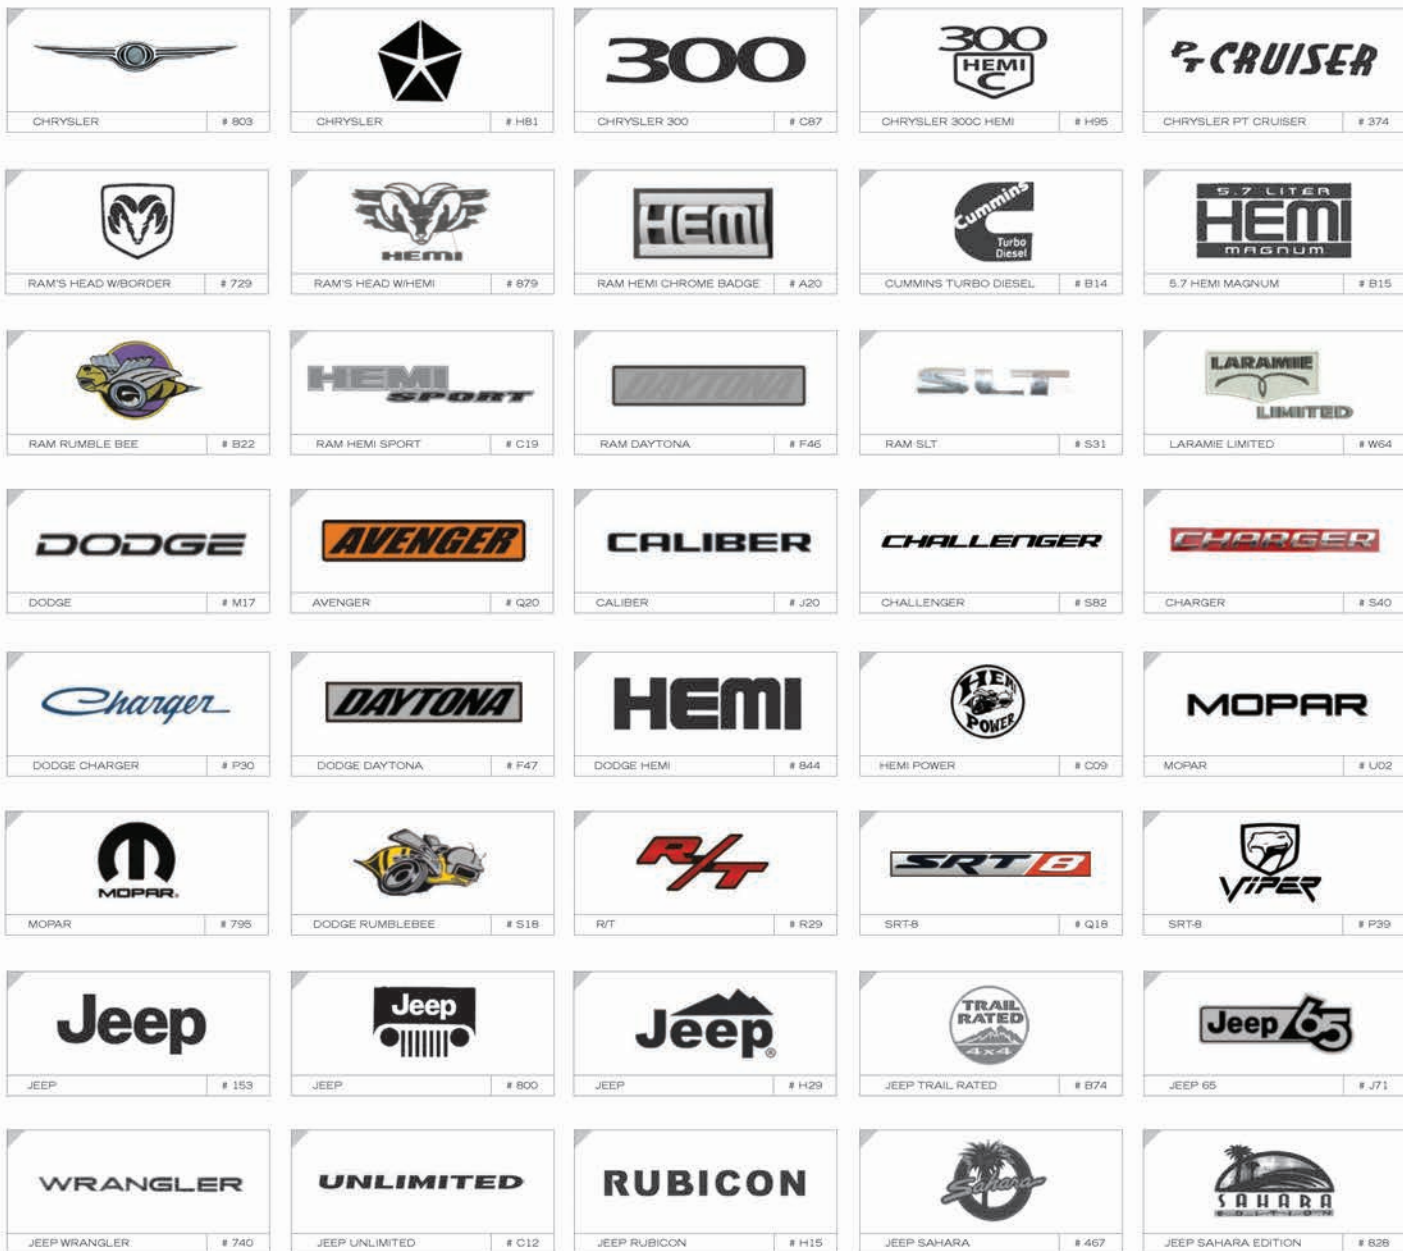 CHRYSLER # 803
CHRYSLER # H81
300
CHRYSLER 300 # C87
300
HEMI
C
CHRYSLER 300C HEMI # H95
PT CRUISER
CHRYSLER PT CRUISER # 374
RAM'S HEAD W/BORDER # 729
HEMI
RAM'S HEAD W/HEMI # 879
HEMI
RAM HEMI CHROME BADGE # A20
Cummins
Turbo
Diesel
CUMMINS TURBO DIESEL # B14
5.7 LITER
HEMI
MAGNUM
5.7 HEMI MAGNUM # B15
RAM RUMBLE BEE # B22
HEMI
SPORT
RAM HEMI SPORT # C19
DAYTONA
RAM DAYTONA # F46
SLT
RAM SLT # S31
LARAMIE
LIMITED
LARAMIE LIMITED # W64
DODGE
DODGE # M17
AVENGER
AVENGER # Q20
CALIBER
CALIBER # J20
CHALLENGER
CHALLENGER # S82
CHARGER
CHARGER # S40
Charger
DODGE CHARGER # P30
DAYTONA
DODGE DAYTONA # F47
HEMI
DODGE HEMI # 844
HEMI
POWER
HEMI POWER # C09
MOPAR
MOPAR # U02
MOPAR.
MOPAR # 795
DODGE RUMBLEBEE # S18
R/T
R/T # R29
SRT 8
SRT-8 # Q18
VIPER
SRT-8 # P39
Jeep
JEEP # 153
Jeep
JEEP # 800
Jeep®
JEEP # H29
TRAIL
RATED
4x4
JEEP TRAIL RATED # B74
Jeep 65
JEEP 65 # J71
WRANGLER
JEEP WRANGLER # 740
UNLIMITED
JEEP UNLIMITED # C12
RUBICON
JEEP RUBICON # H15
Sahara
JEEP SAHARA # 467
SAHARA
EDITION
JEEP SAHARA EDITION # 828